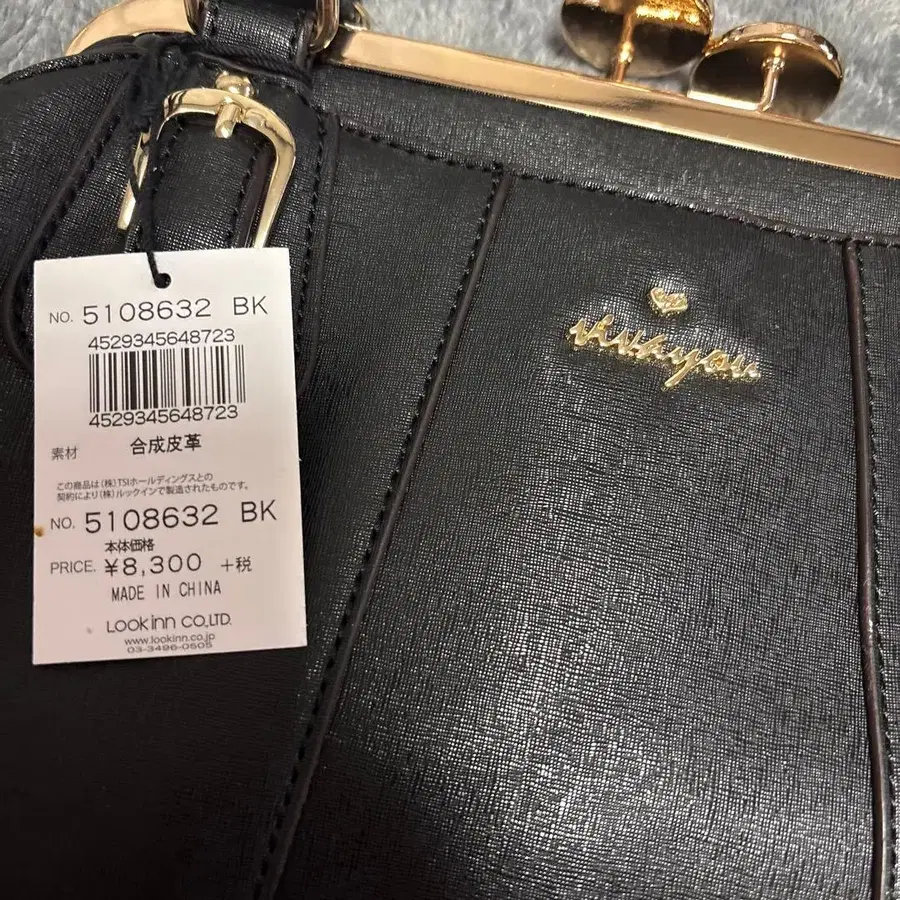 NO. 5108632 BK
4529345648723
4529345648723
素材 合成皮革
この商品は(株)TSIホールディングスとの
契約により(株)ルックインで製造されたものです。
NO. 5108632 BK
本体価格
PRICE. ¥8,300 +税
MADE IN CHINA
LOOKINN CO.,LTD.
www.lookinn.co.jp
03-3496-0505
vivayou